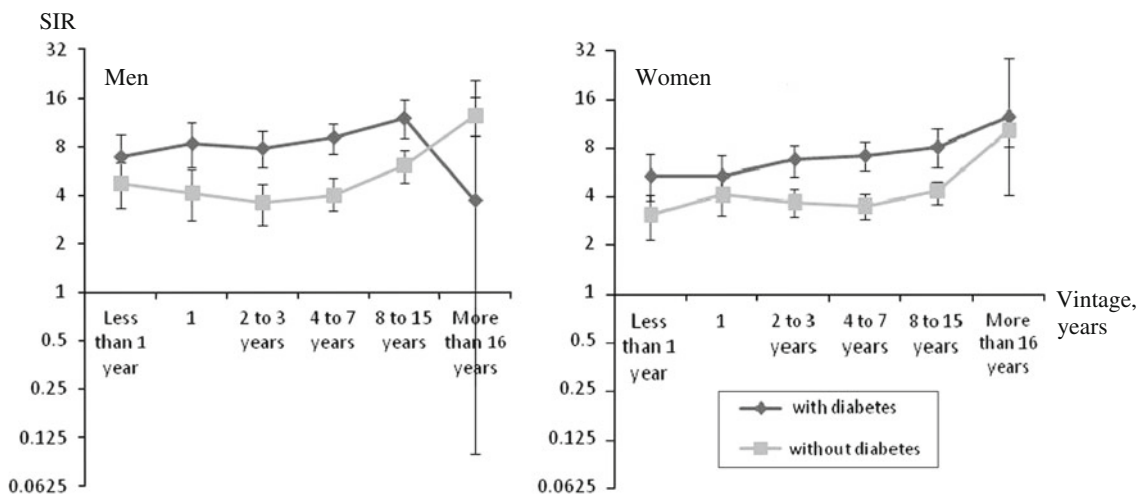 SIR
32
16
8
4
2
1
0.5
0.25
0.125
0.0625
Men
Less
than 1
year
1
2 to 3
years
4 to 7
years
8 to 15
years
More
than 16
years
32
16
8
4
2
1
0.5
0.25
0.125
0.0625
Women
Less
than 1
year
1
2 to 3
years
4 to 7
years
8 to 15
years
More
than 16
years
Vintage,
years
with diabetes
without diabetes